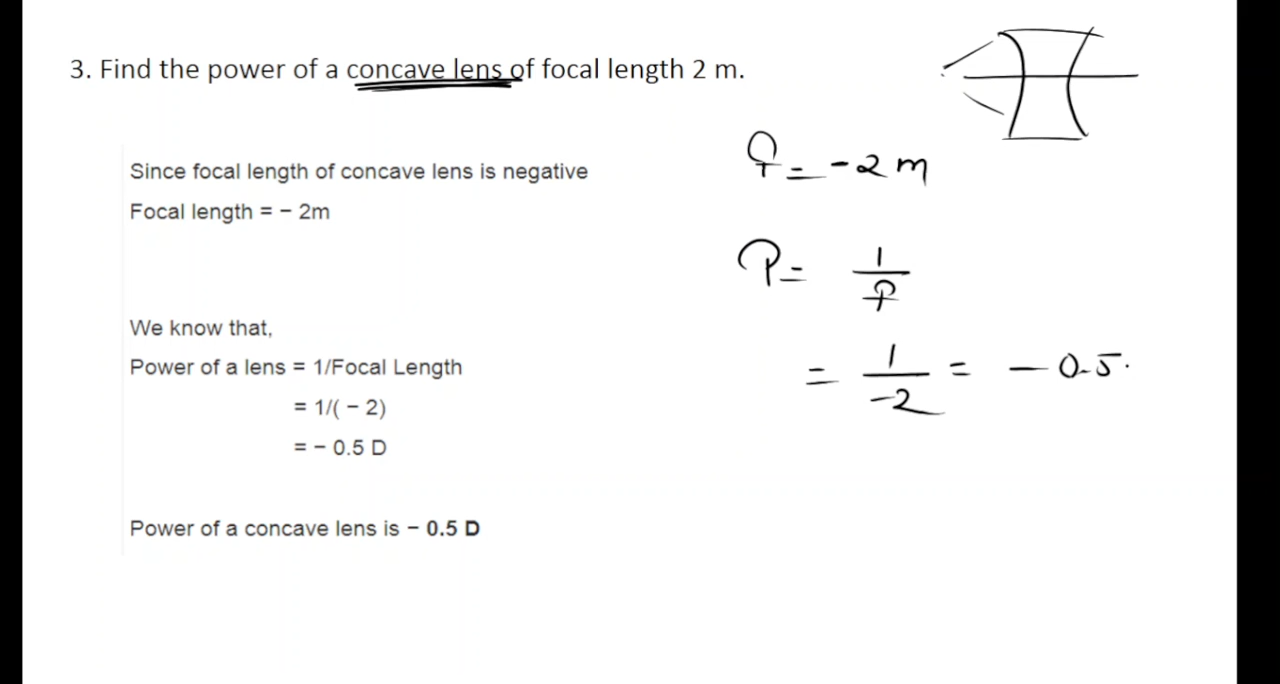 3. Find the power of a concave lens of focal length 2 m.
Since focal length of concave lens is negative
Focal length = − 2m
We know that,
Power of a lens = 1/Focal Length
= 1/( − 2)
= − 0.5 D
Power of a concave lens is − 0.5 D
f = -2 m
P = 1/f
= 1/-2 = - 0.5.